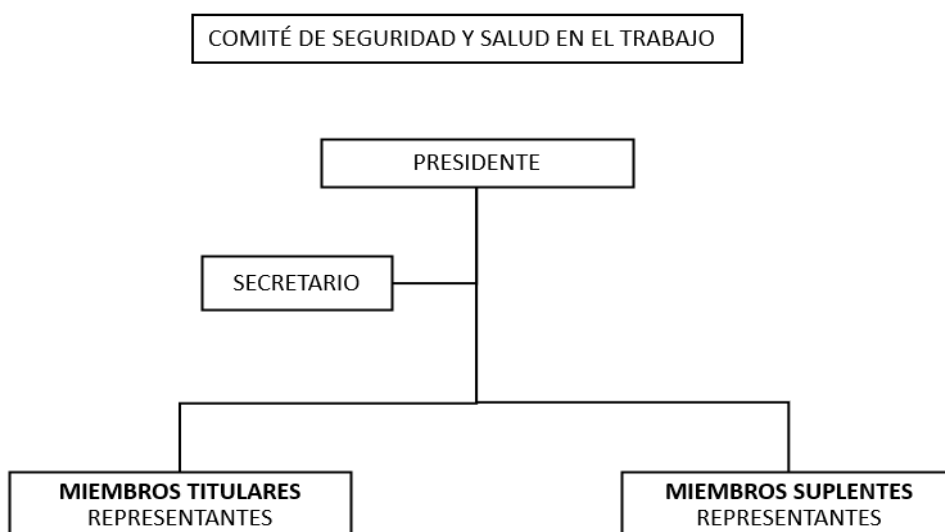 COMITÉ DE SEGURIDAD Y SALUD EN EL TRABAJO
PRESIDENTE
SECRETARIO
MIEMBROS TITULARES
REPRESENTANTES
MIEMBROS SUPLENTES
REPRESENTANTES